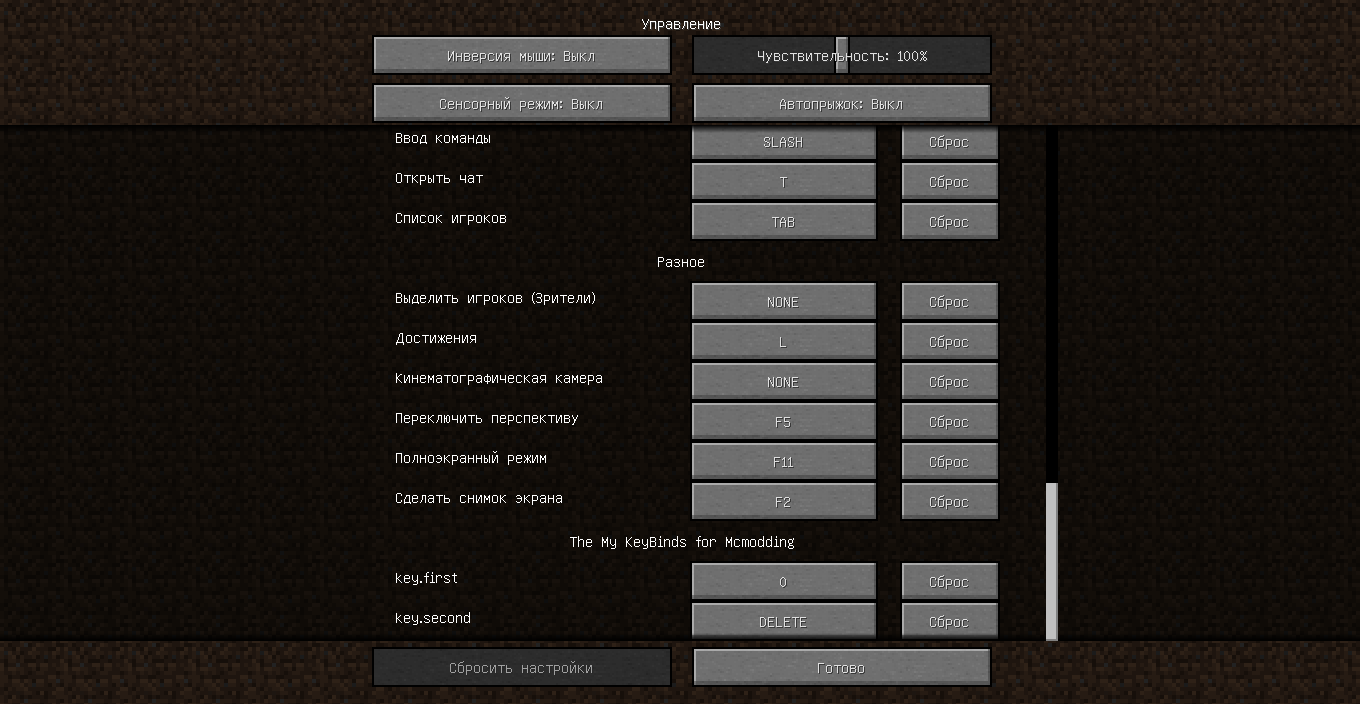 Управление
Инверсия мыши: Выкл
Чувствительность: 100%
Сенсорный режим: Выкл
Автопрыжок: Выкл
Ввод команды SLASH Сброс
Открыть чат T Сброс
Список игроков TAB Сброс
Разное
Выделить игроков (Зрители) NONE Сброс
Достижения L Сброс
Кинематографическая камера NONE Сброс
Переключить перспективу F5 Сброс
Полноэкранный режим F11 Сброс
Сделать снимок экрана F2 Сброс
The My KeyBinds for Mcmodding
key.first 0 Сброс
key.second DELETE Сброс
Сбросить настройки
Готово